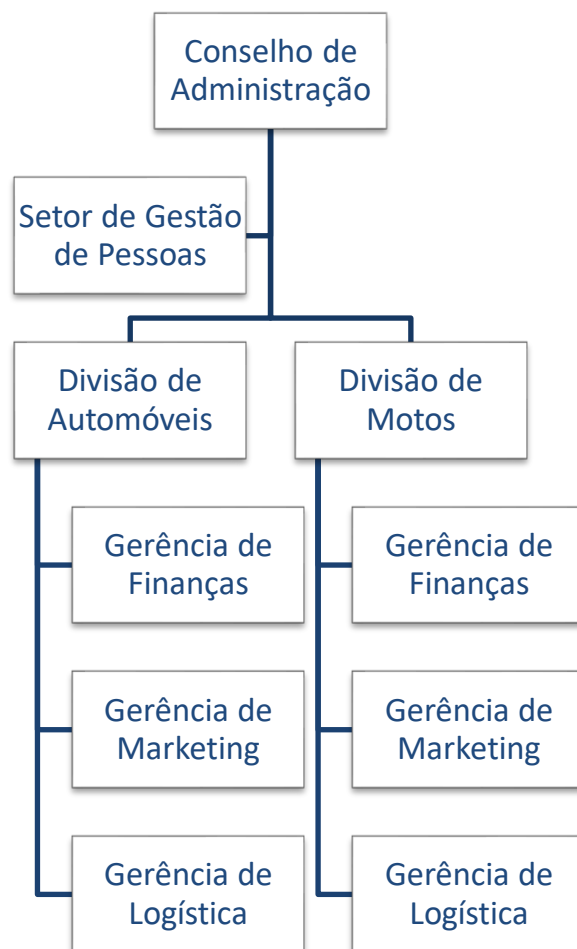 Conselho de
Administração
Setor de Gestão
de Pessoas
Divisão de
Automóveis
Divisão de
Motos
Gerência de
Finanças
Gerência de
Finanças
Gerência de
Marketing
Gerência de
Marketing
Gerência de
Logística
Gerência de
Logística